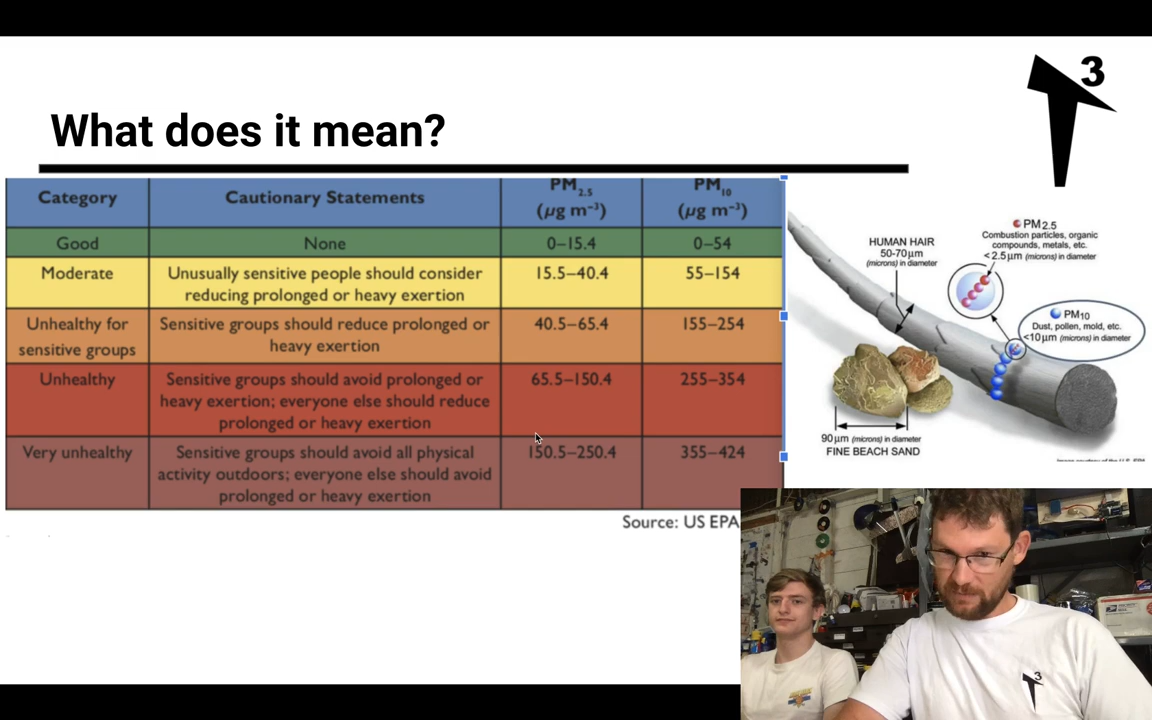 3
What does it mean?
Category
Cautionary Statements
PM2.5
(μg m⁻³)
PM10
(μg m⁻³)
Good
None
0–15.4
0–54
Moderate
Unusually sensitive people should consider
reducing prolonged or heavy exertion
15.5–40.4
55–154
Unhealthy for
sensitive groups
Sensitive groups should reduce prolonged or
heavy exertion
40.5–65.4
155–254
Unhealthy
Sensitive groups should avoid prolonged or
heavy exertion; everyone else should reduce
prolonged or heavy exertion
65.5–150.4
255–354
Very unhealthy
Sensitive groups should avoid all physical
activity outdoors; everyone else should avoid
prolonged or heavy exertion
150.5–250.4
355–424
Source: US EPA
HUMAN HAIR
50-70μm
(microns) in diameter
PM2.5
Combustion particles, organic
compounds, metals, etc.
<2.5μm (microns) in diameter
PM10
Dust, pollen, mold, etc.
<10μm (microns) in diameter
90μm (microns) in diameter
FINE BEACH SAND
3